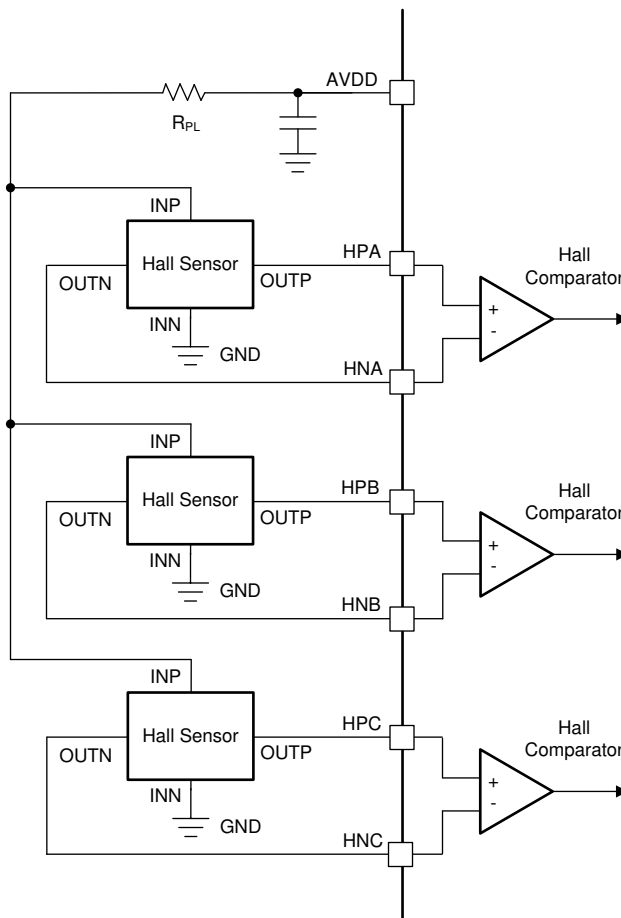 AVDD
RPL
INP
Hall Sensor
OUTN
OUTP
INN
GND
HPA
HNA
Hall
Comparator
+
-
INP
Hall Sensor
OUTN
OUTP
INN
GND
HPB
HNB
Hall
Comparator
+
-
INP
Hall Sensor
OUTN
OUTP
INN
GND
HPC
HNC
Hall
Comparator
+
-